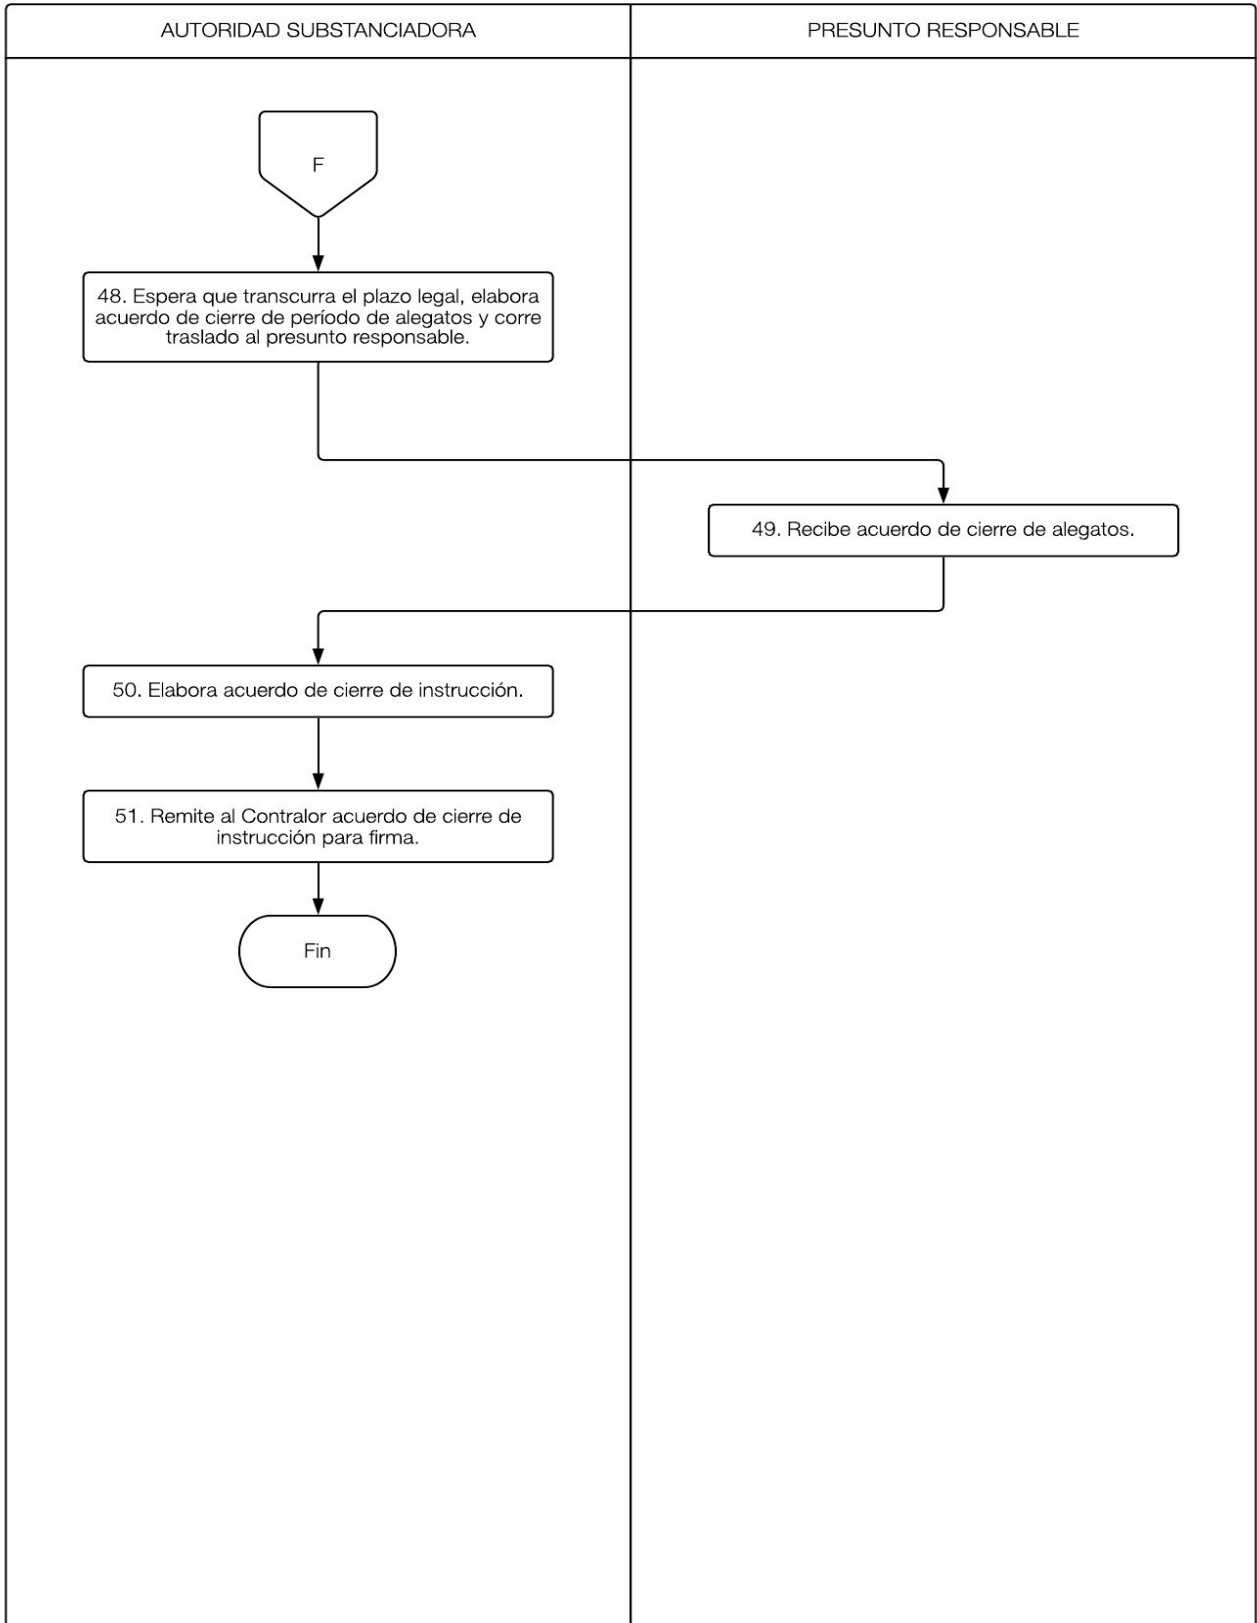 AUTORIDAD SUBSTANCIADORA
PRESUNTO RESPONSABLE
F
48. Espera que transcurra el plazo legal, elabora
acuerdo de cierre de período de alegatos y corre
traslado al presunto responsable.
49. Recibe acuerdo de cierre de alegatos.
50. Elabora acuerdo de cierre de instrucción.
51. Remite al Contralor acuerdo de cierre de
instrucción para firma.
Fin